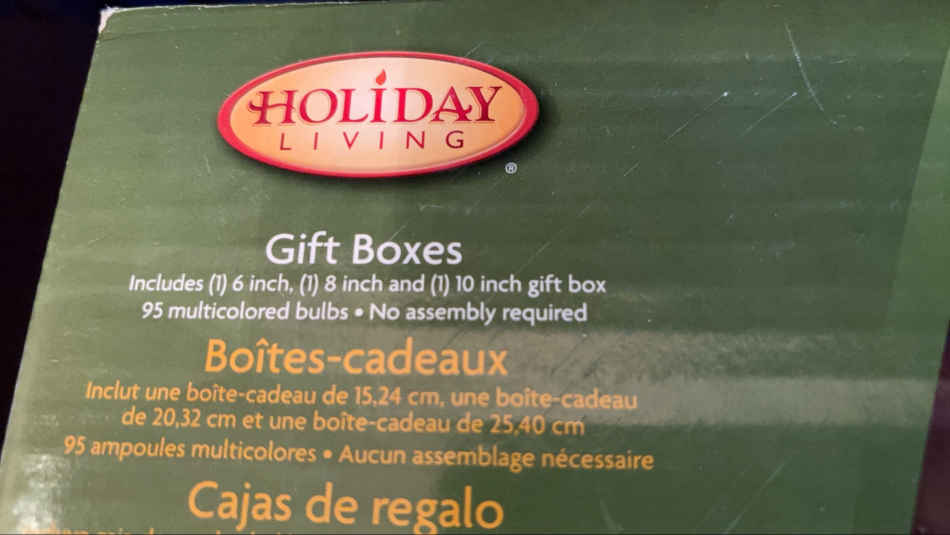 HOLIDAY
LIVING
®
Gift Boxes
Includes (1) 6 inch, (1) 8 inch and (1) 10 inch gift box
95 multicolored bulbs • No assembly required
Boîtes-cadeaux
Inclut une boîte-cadeau de 15,24 cm, une boîte-cadeau
de 20,32 cm et une boîte-cadeau de 25,40 cm
95 ampoules multicolores • Aucun assemblage nécessaire
Cajas de regalo